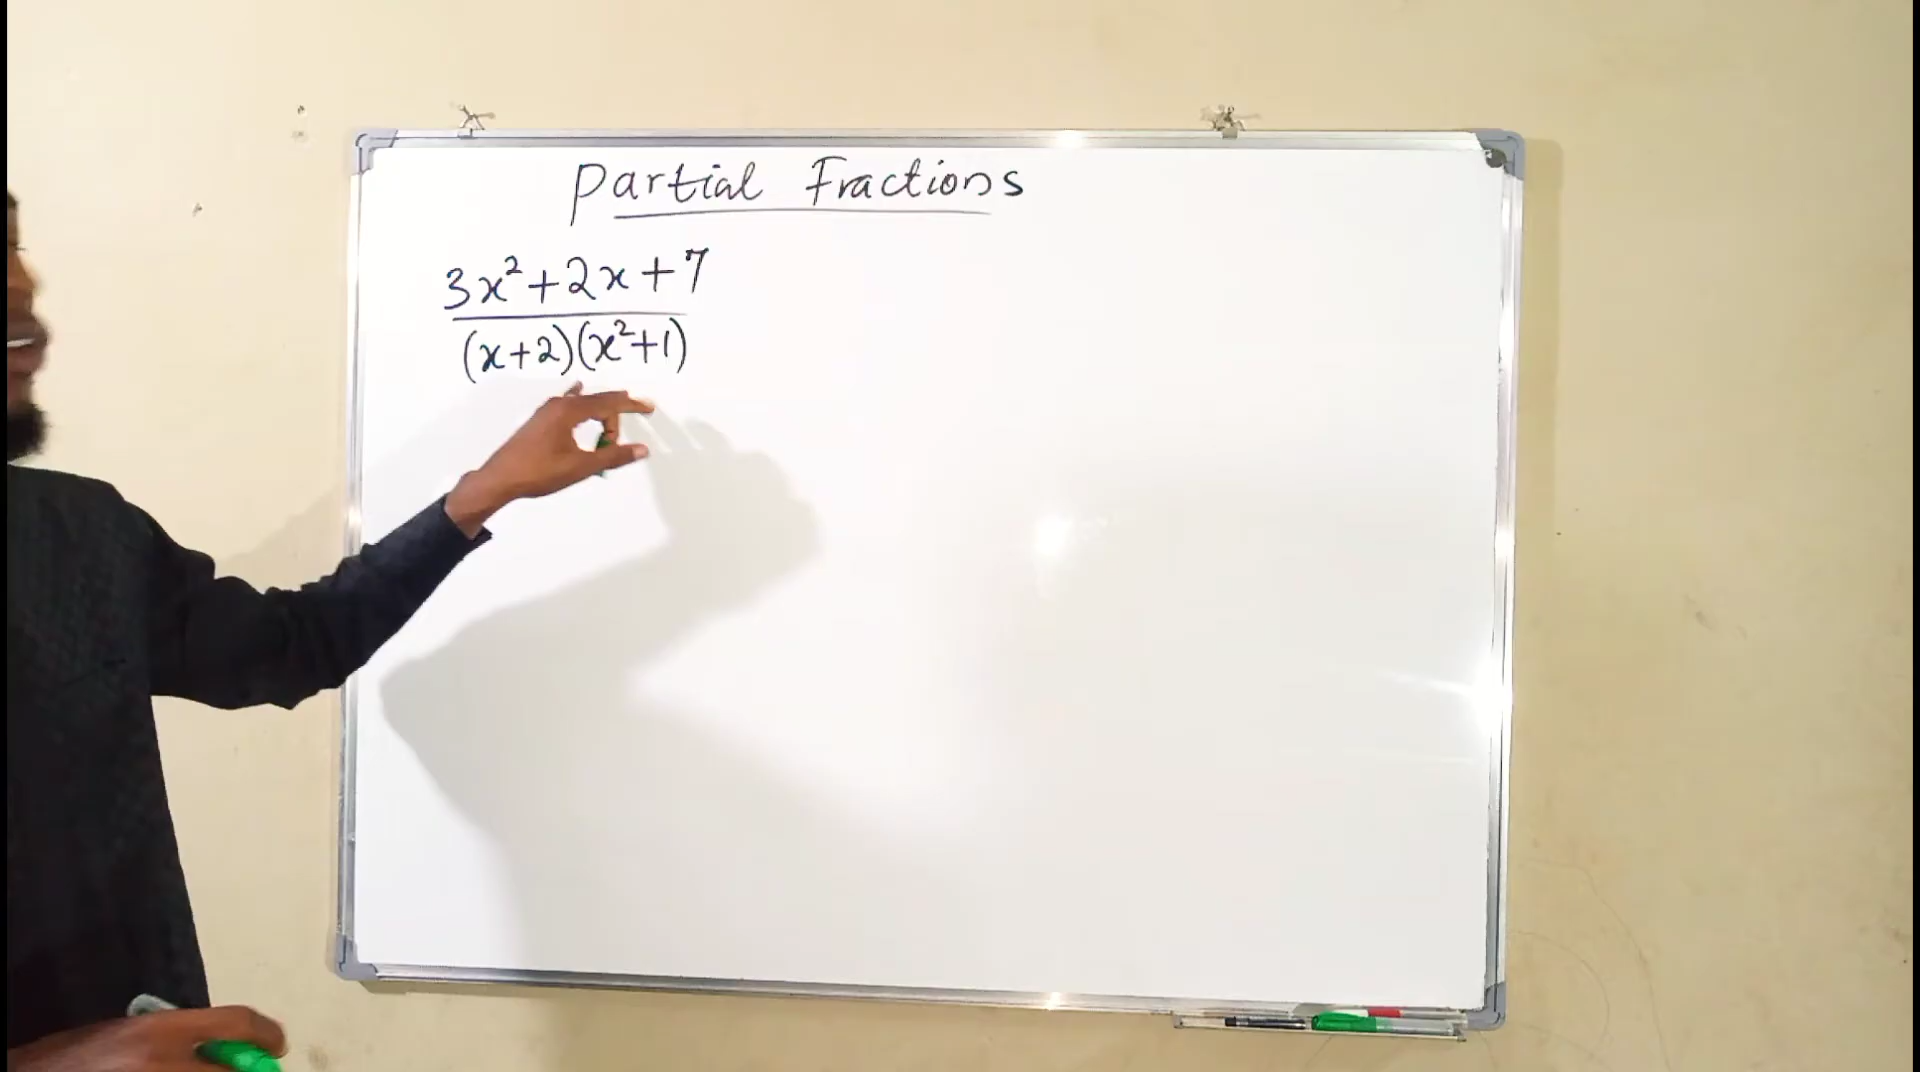 Partial Fractions
3x²+2x+7
(x+2)(x²+1)